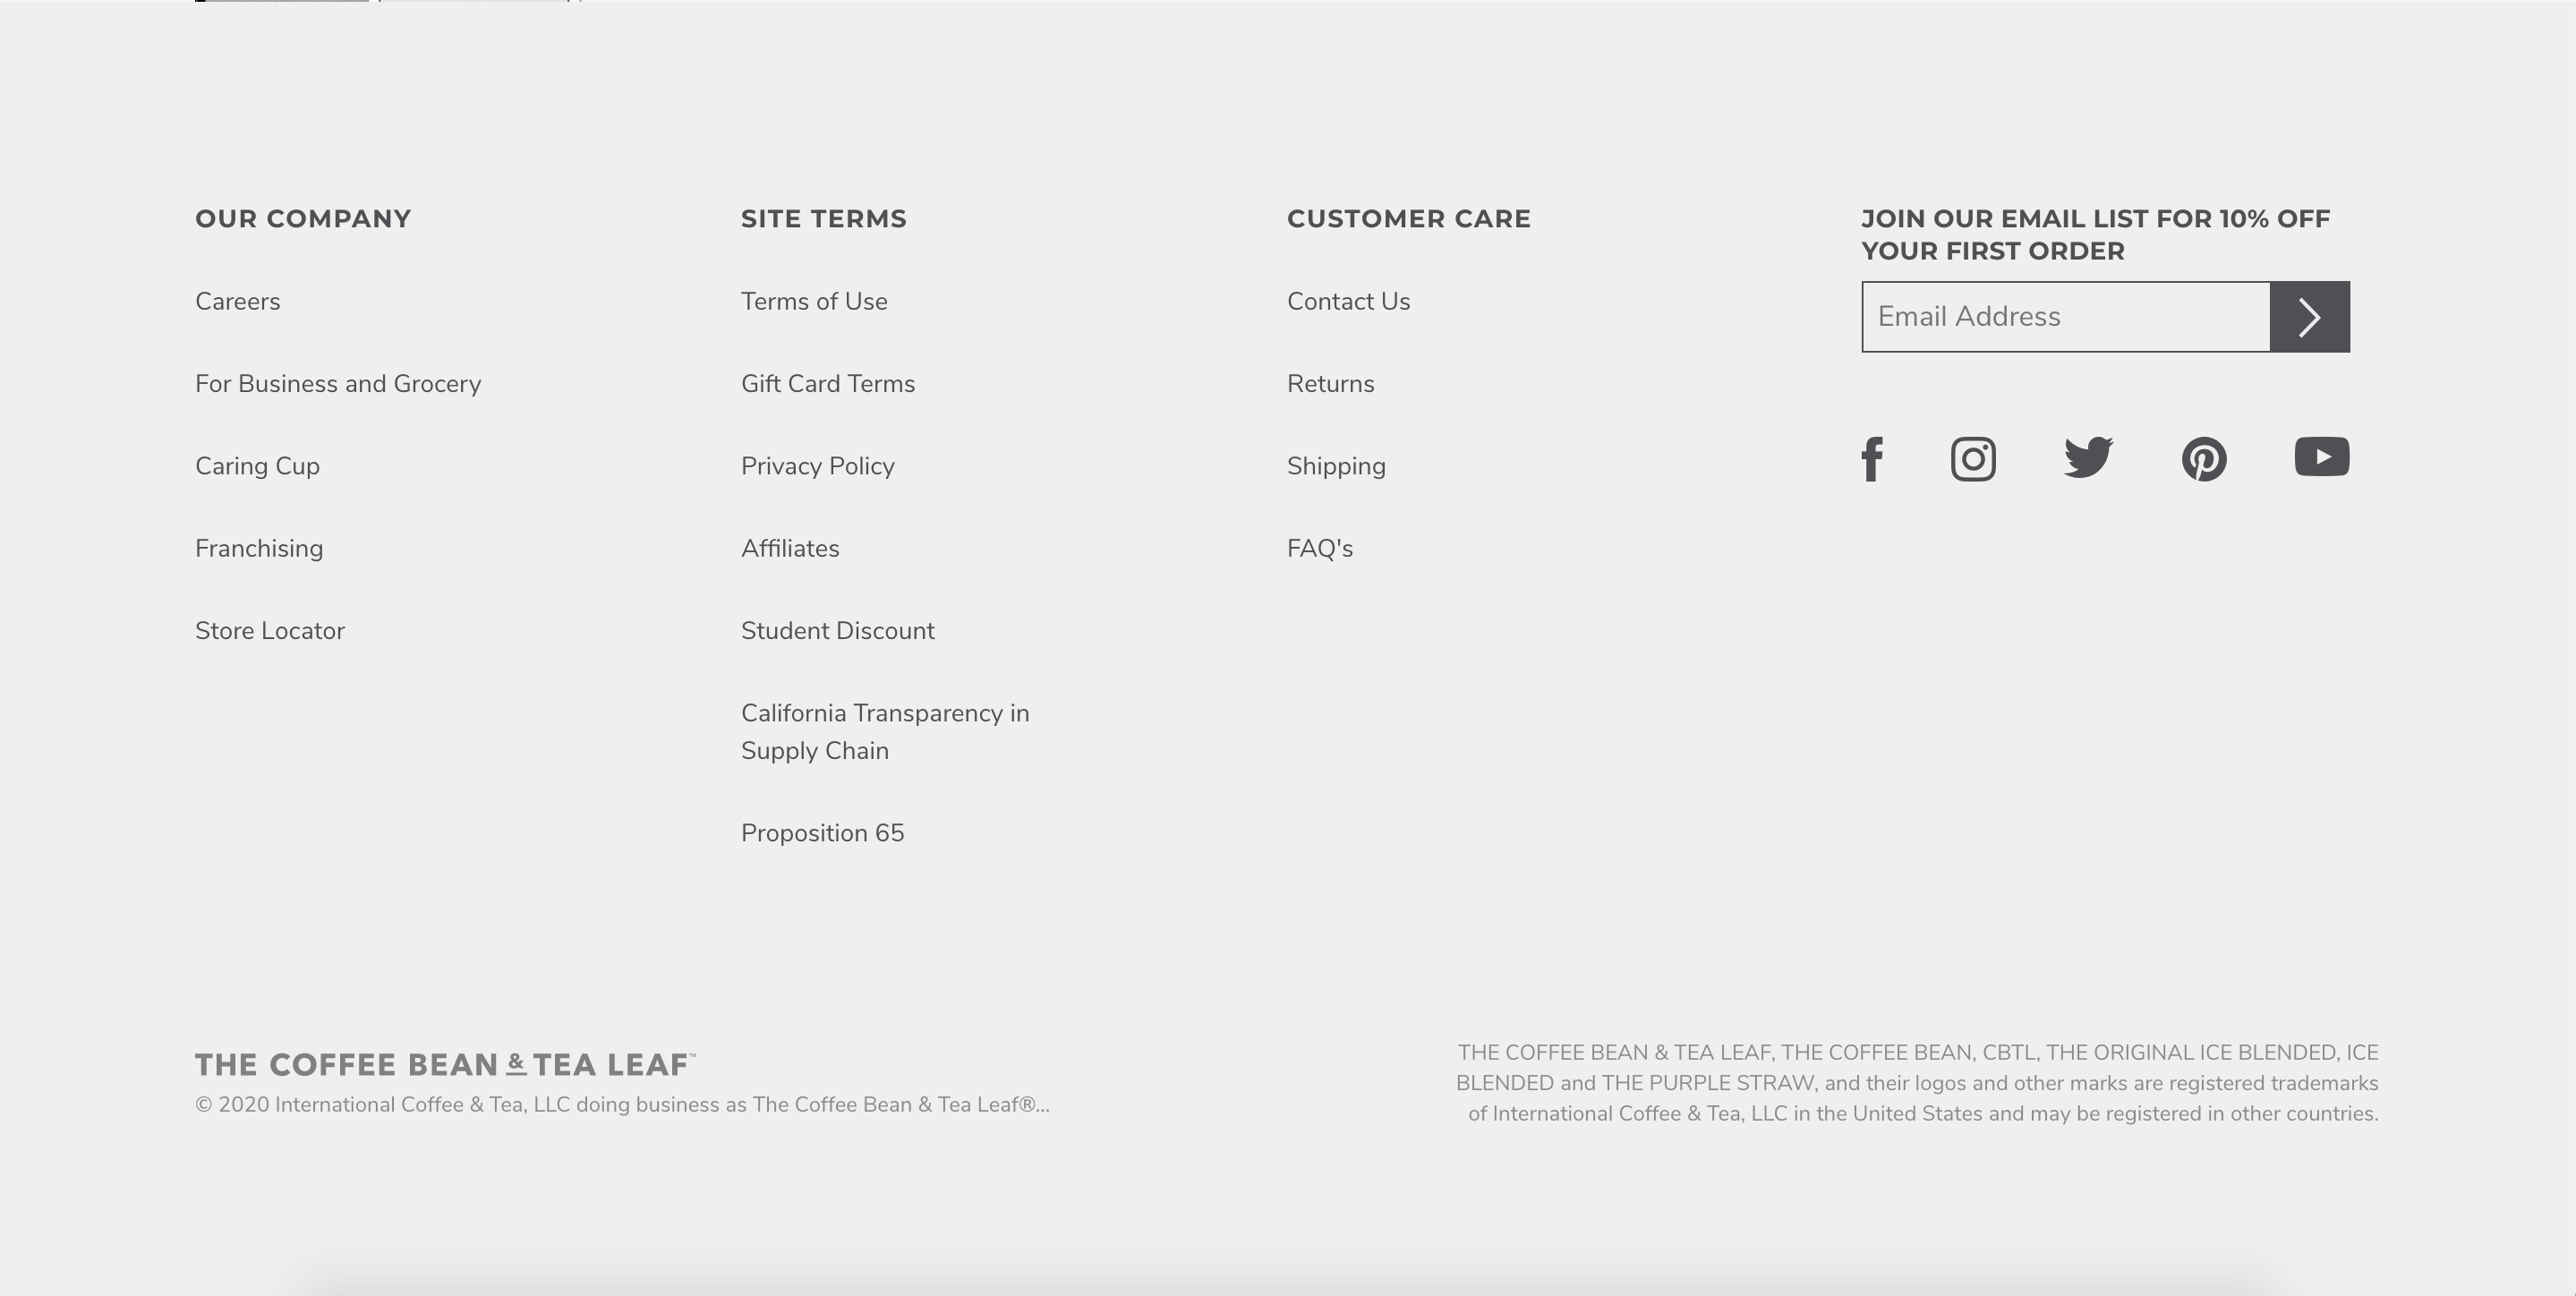 OUR COMPANY
Careers
For Business and Grocery
Caring Cup
Franchising
Store Locator
SITE TERMS
Terms of Use
Gift Card Terms
Privacy Policy
Affiliates
Student Discount
California Transparency in
Supply Chain
Proposition 65
CUSTOMER CARE
Contact Us
Returns
Shipping
FAQ's
JOIN OUR EMAIL LIST FOR 10% OFF
YOUR FIRST ORDER
Email Address
THE COFFEE BEAN & TEA LEAF™
© 2020 International Coffee & Tea, LLC doing business as The Coffee Bean & Tea Leaf®...
THE COFFEE BEAN & TEA LEAF, THE COFFEE BEAN, CBTL, THE ORIGINAL ICE BLENDED, ICE
BLENDED and THE PURPLE STRAW, and their logos and other marks are registered trademarks
of International Coffee & Tea, LLC in the United States and may be registered in other countries.